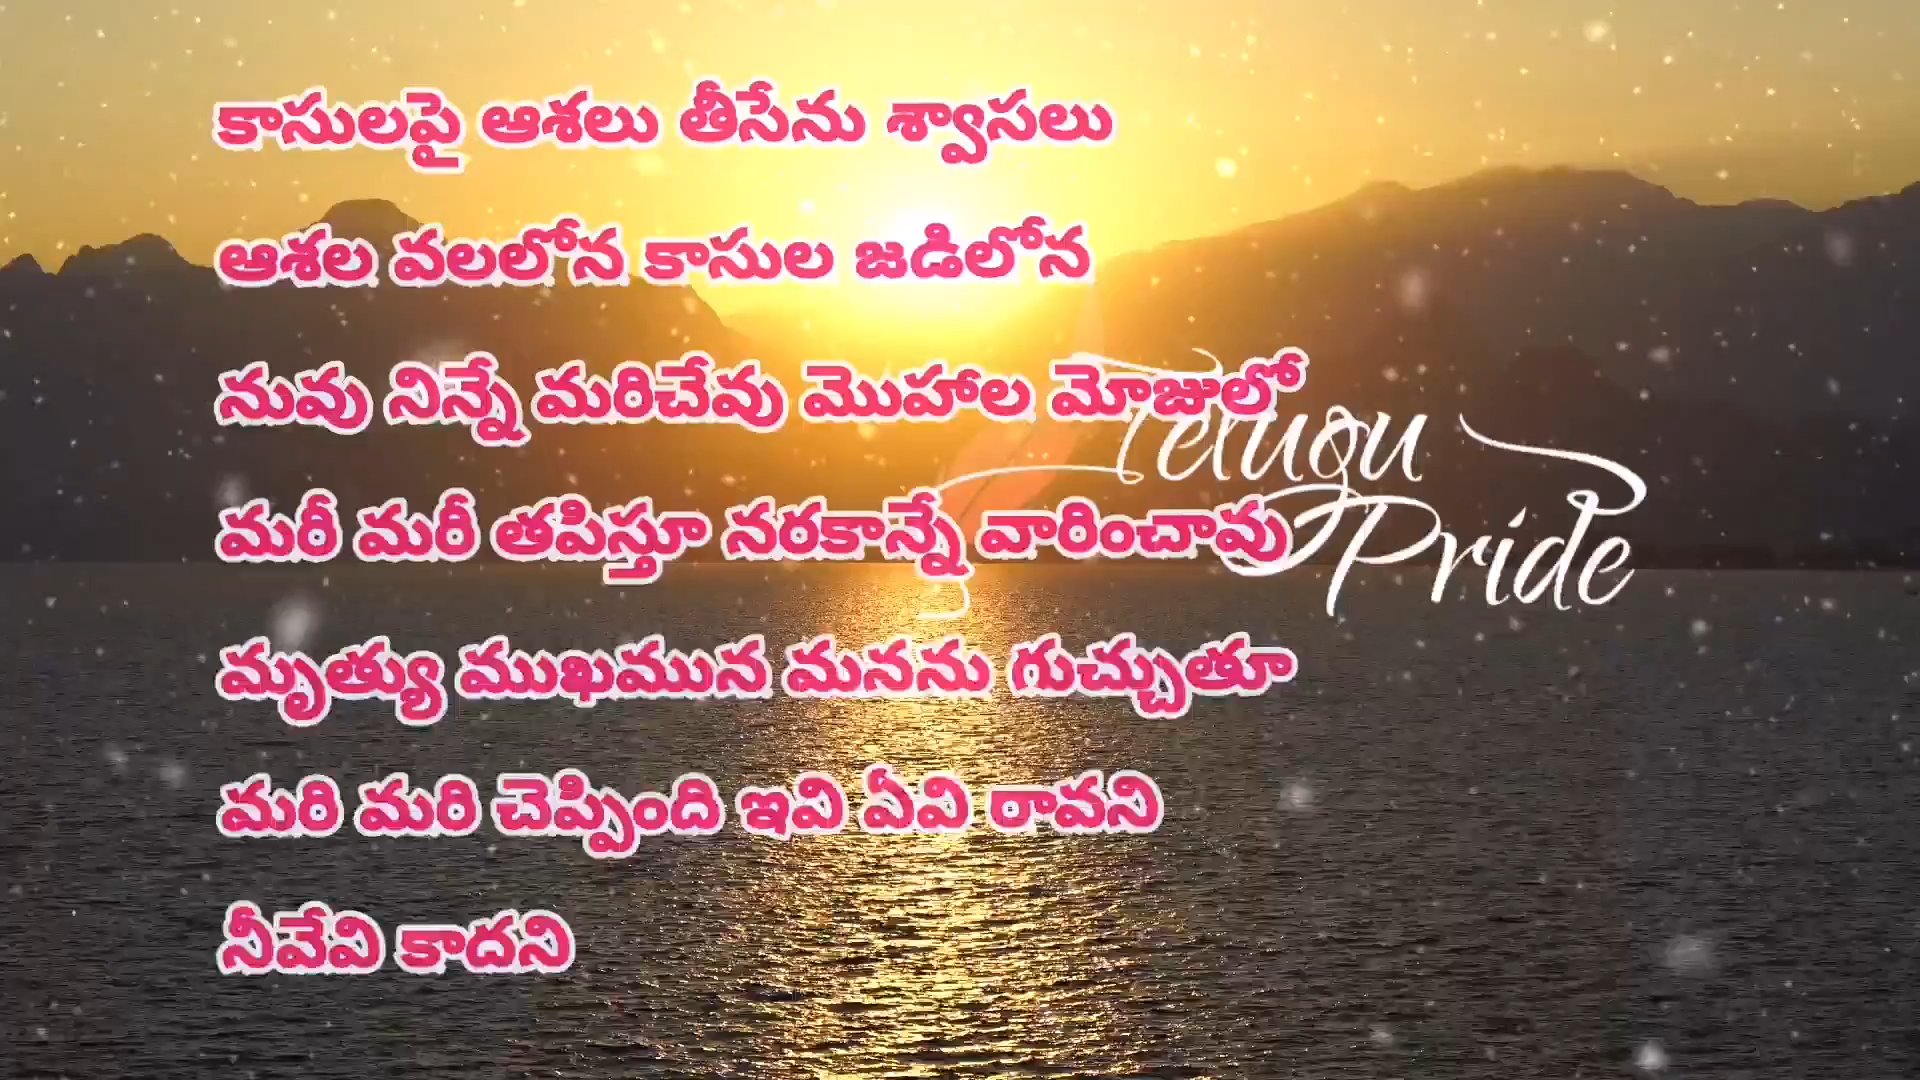 కాసులపై ఆశలు తీసేను శ్వాసలు
ఆశల వలలోన కాసుల జడిలోన
నువు నిన్నే మరిచేవు మొహాల మోజులో
Telugu
మరీ మరీ తపిస్తూ నరకాన్నే వారించావు
Pride
మృత్యు ముఖమున మనను గుచ్చుతూ
మరి మరి చెప్పింది ఇవి ఏవి రావని
నీవేవి కాదని